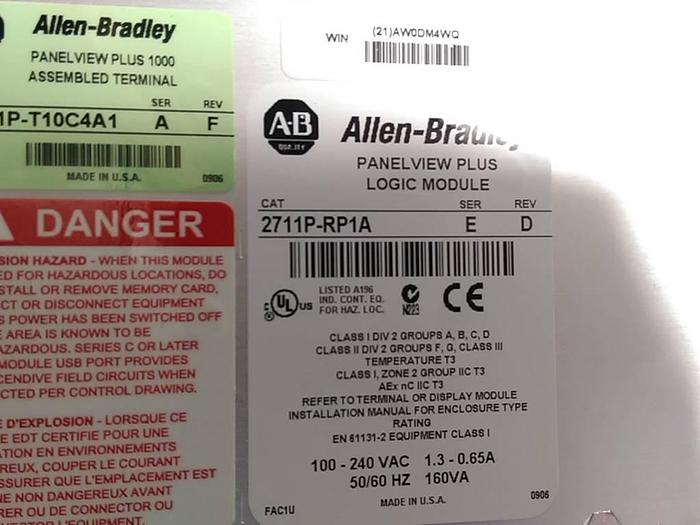 Allen-Bradley
PANELVIEW PLUS 1000
ASSEMBLED TERMINAL
SER REV
1P-T10C4A1 A F
MADE IN U.S.A. 0906
DANGER
SION HAZARD - WHEN THIS MODULE
ED FOR HAZARDOUS LOCATIONS, DO
STALL OR REMOVE MEMORY CARD,
CT OR DISCONNECT EQUIPMENT
S POWER HAS BEEN SWITCHED OFF
E AREA IS KNOWN TO BE
AZARDOUS. SERIES C OR LATER
MODULE USB PORT PROVIDES
CENDIVE FIELD CIRCUITS WHEN
CTED PER CONTROL DRAWING.
E D'EXPLOSION - LORSQUE CE
E EDT CERTIFIE POUR UNE
ATION EN ENVIRONNEMENTS
REUX, COUPER LE COURANT
SSURER QUE L'EMPLACEMENT EST
NE NON DANGEREUX AVANT
RER OU DE CONNECTOR OU
NNECTOR L'EQUIPMENT.
WIN (21)AW0DM4WQ
A-B
QUALITY
Allen-Bradley
PANELVIEW PLUS
LOGIC MODULE
CAT SER REV
2711P-RP1A E D
c UL US LISTED A196
IND. CONT. EQ.
FOR HAZ. LOC.
N223
CE
CLASS I DIV 2 GROUPS A, B, C, D
CLASS II DIV 2 GROUPS F, G, CLASS III
TEMPERATURE T3
CLASS I, ZONE 2 GROUP IIC T3
AEx nC IIC T3
REFER TO TERMINAL OR DISPLAY MODULE
INSTALLATION MANUAL FOR ENCLOSURE TYPE
RATING
EN 61131-2 EQUIPMENT CLASS I
100 - 240 VAC 1.3 - 0.65A
50/60 HZ 160VA
MADE IN U.S.A.
FAC1U 0906